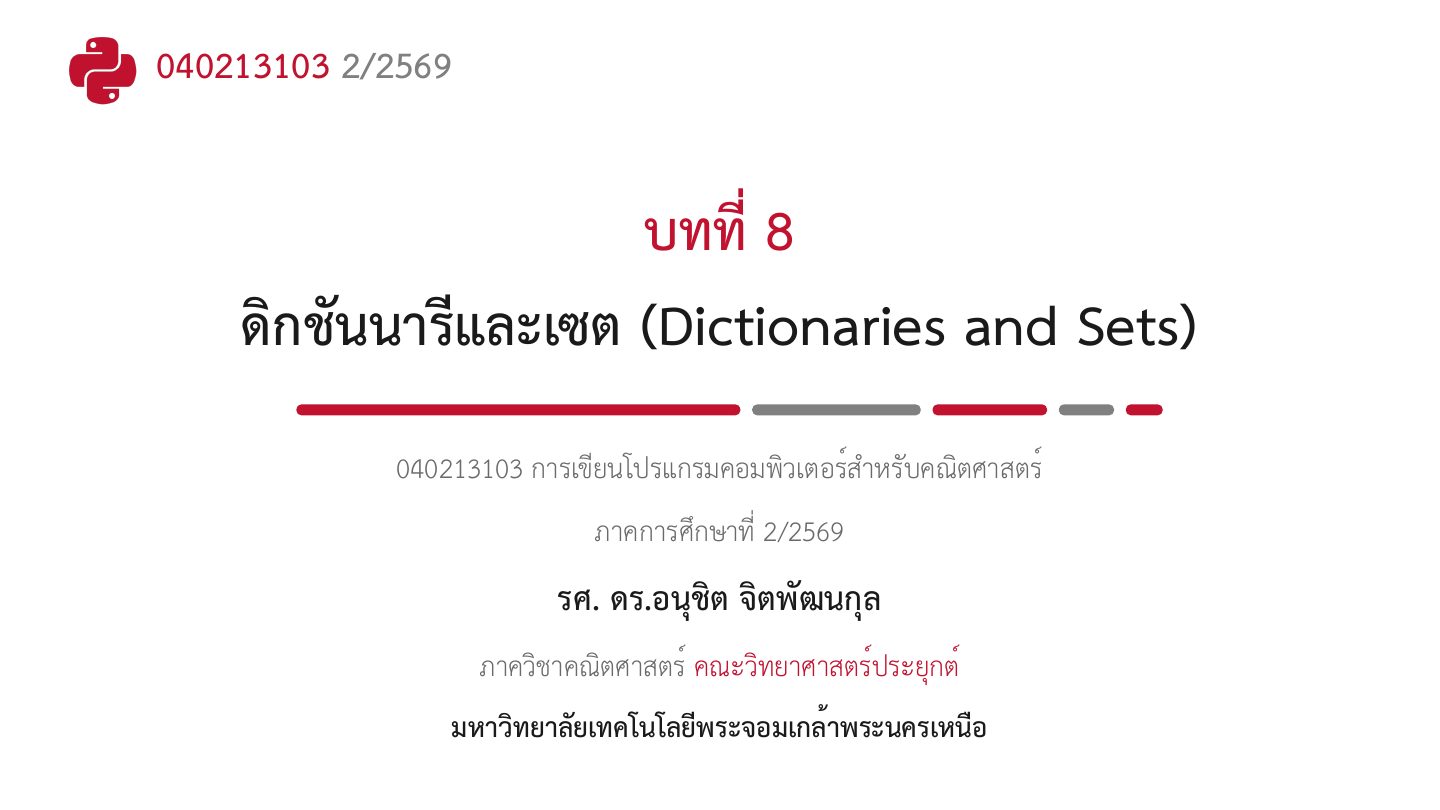 040213103 2/2569
บทที่ 8
ดิกชันนารีและเซต (Dictionaries and Sets)
040213103 การเขียนโปรแกรมคอมพิวเตอร์สำหรับคณิตศาสตร์
ภาคการศึกษาที่ 2/2569
รศ. ดร.อนุชิต จิตพัฒนกุล
ภาควิชาคณิตศาสตร์ คณะวิทยาศาสตร์ประยุกต์
มหาวิทยาลัยเทคโนโลยีพระจอมเกล้าพระนครเหนือ